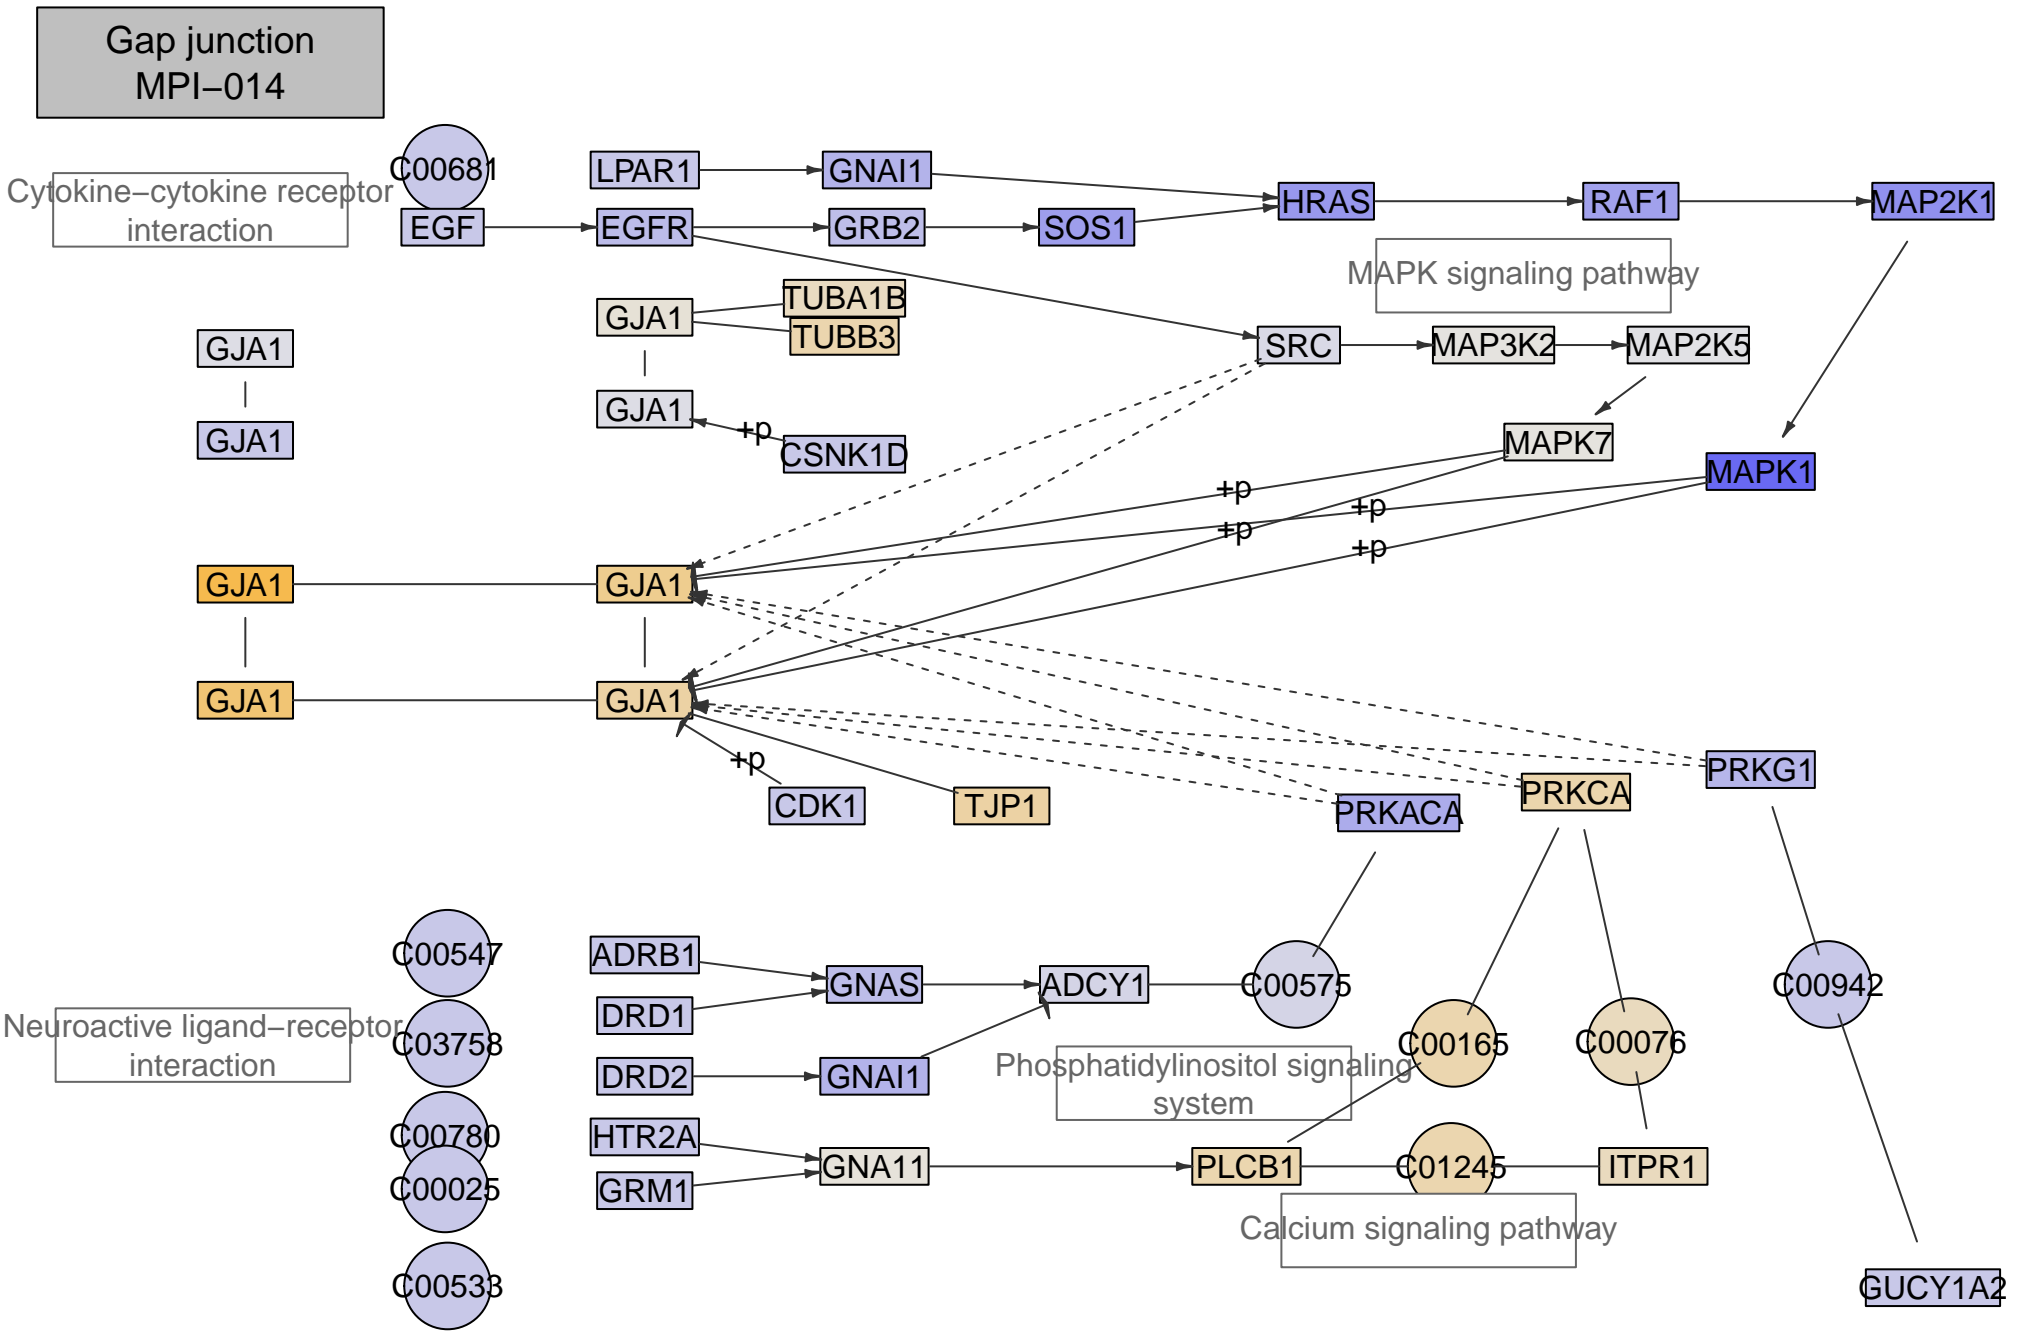 Gap junction
MPI−014
C00681
LPAR1
GNAI1
Cytokine−cytokine receptor
interaction
HRAS
RAF1
MAP2K1
EGF
EGFR
GRB2
SOS1
MAPK signaling pathway
TUBA1B
GJA1
TUBB3
GJA1
SRC
MAP3K2
MAP2K5
GJA1
+p
GJA1
CSNK1D
MAPK7
MAPK1
+p
+p
+p
+p
GJA1
GJA1
GJA1
GJA1
+p
PRKG1
CDK1
TJP1
PRKACA
PRKCA
C00547
ADRB1
GNAS
ADCY1
C00575
C00942
DRD1
Neuroactive ligand−receptor
interaction
C03758
C00165
C00076
DRD2
GNAI1
Phosphatidylinositol signaling
system
C00780
HTR2A
GNA11
PLCB1
C01245
ITPR1
C00025
GRM1
Calcium signaling pathway
C00533
GUCY1A2